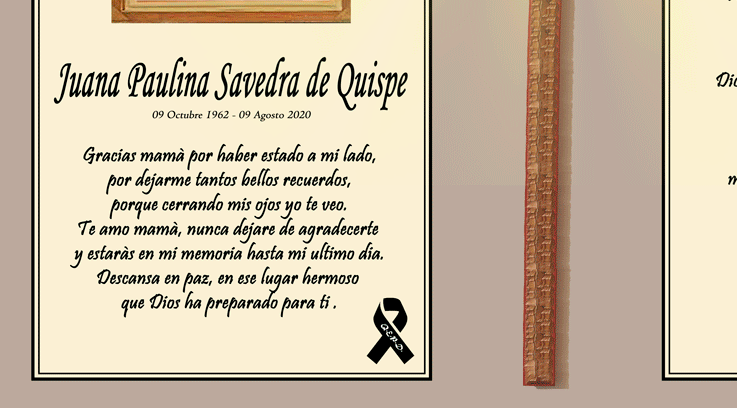 Juana Paulina Savedra de Quispe
09 Octubre 1962 - 09 Agosto 2020
Gracias mamà por haber estado a mi lado,
por dejarme tantos bellos recuerdos,
porque cerrando mis ojos yo te veo.
Te amo mamà, nunca dejare de agradecerte
y estaràs en mi memoria hasta mi ultimo dia.
Descansa en paz, en ese lugar hermoso
que Dios ha preparado para ti .
Q.E.P.D.